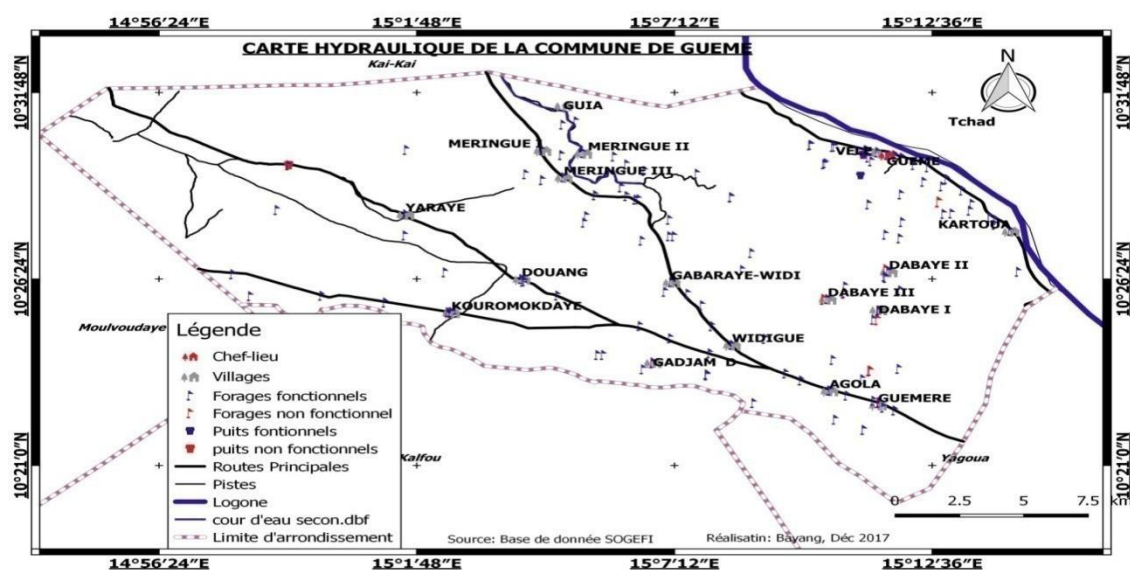 14°56'24"E 15°1'48"E 15°7'12"E 15°12'36"E
CARTE HYDRAULIQUE DE LA COMMUNE DE GUEME
Kai-Kai
N
10°31'48"N 10°31'48"N
GUIA
Tchad
MERINGUE I
MERINGUE II
VELE
GUEME
MERINGUE III
YARAYE
KARTOUA
10°26'24"N 10°26'24"N
DOUANG
GABARAYE-WIDI
DABAYE II
DABAYE III
KOUROMOKDAYE
DABAYE I
Moulvoudaye
WIDIGUE
GADJAM D
AGOLA
GUEMERE
Légende
Chef-lieu
Villages
Forages fonctionnels
Forages non fonctionnel
Puits fontionnels
puits non fonctionnels
Routes Principales
Pistes
Logone
cour d'eau secon.dbf
Limite d'arrondissement
10°21'0"N 10°21'0"N
Kalfou
Yagoua
0 2.5 5 7.5 km
Source: Base de donnée SOGEFI Réalisatin: Bayang, Déc 2017
14°56'24"E 15°1'48"E 15°7'12"E 15°12'36"E